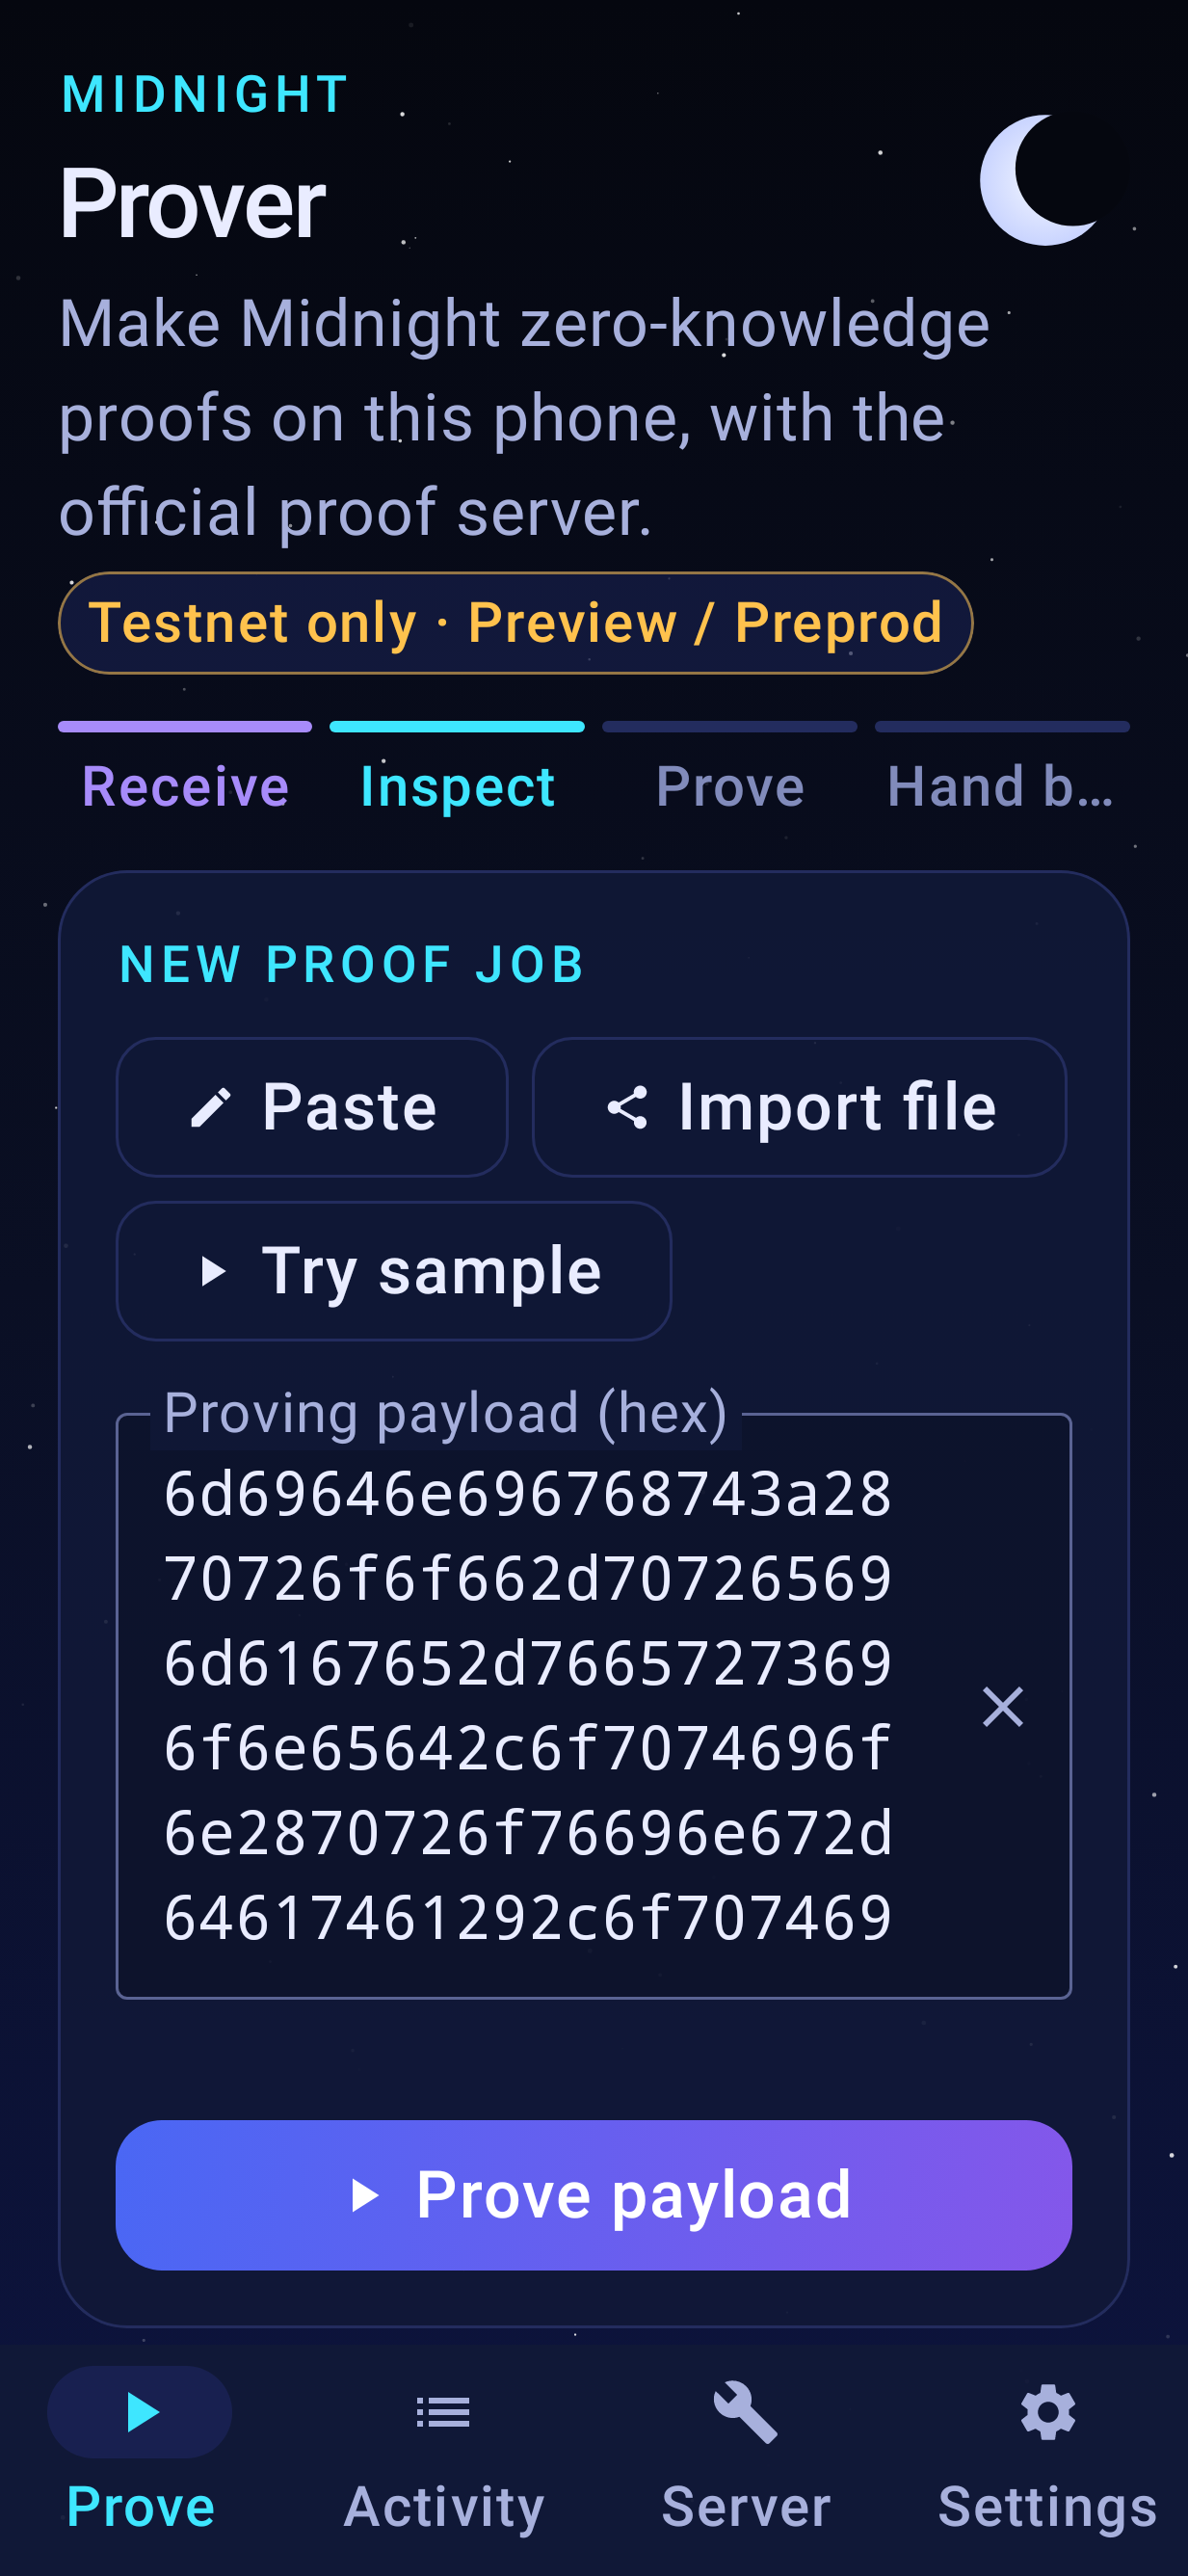 MIDNIGHT
Prover
Make Midnight zero-knowledge
proofs on this phone, with the
official proof server.
Testnet only · Preview / Preprod
Receive Inspect Prove Hand b…
NEW PROOF JOB
Paste Import file
Try sample
Proving payload (hex)
6d69646e696768743a28
70726f6f662d70726569
6d6167652d7665727369
6f6e65642c6f7074696f
6e2870726f76696e672d
64617461292c6f707469
Prove payload
Prove Activity Server Settings